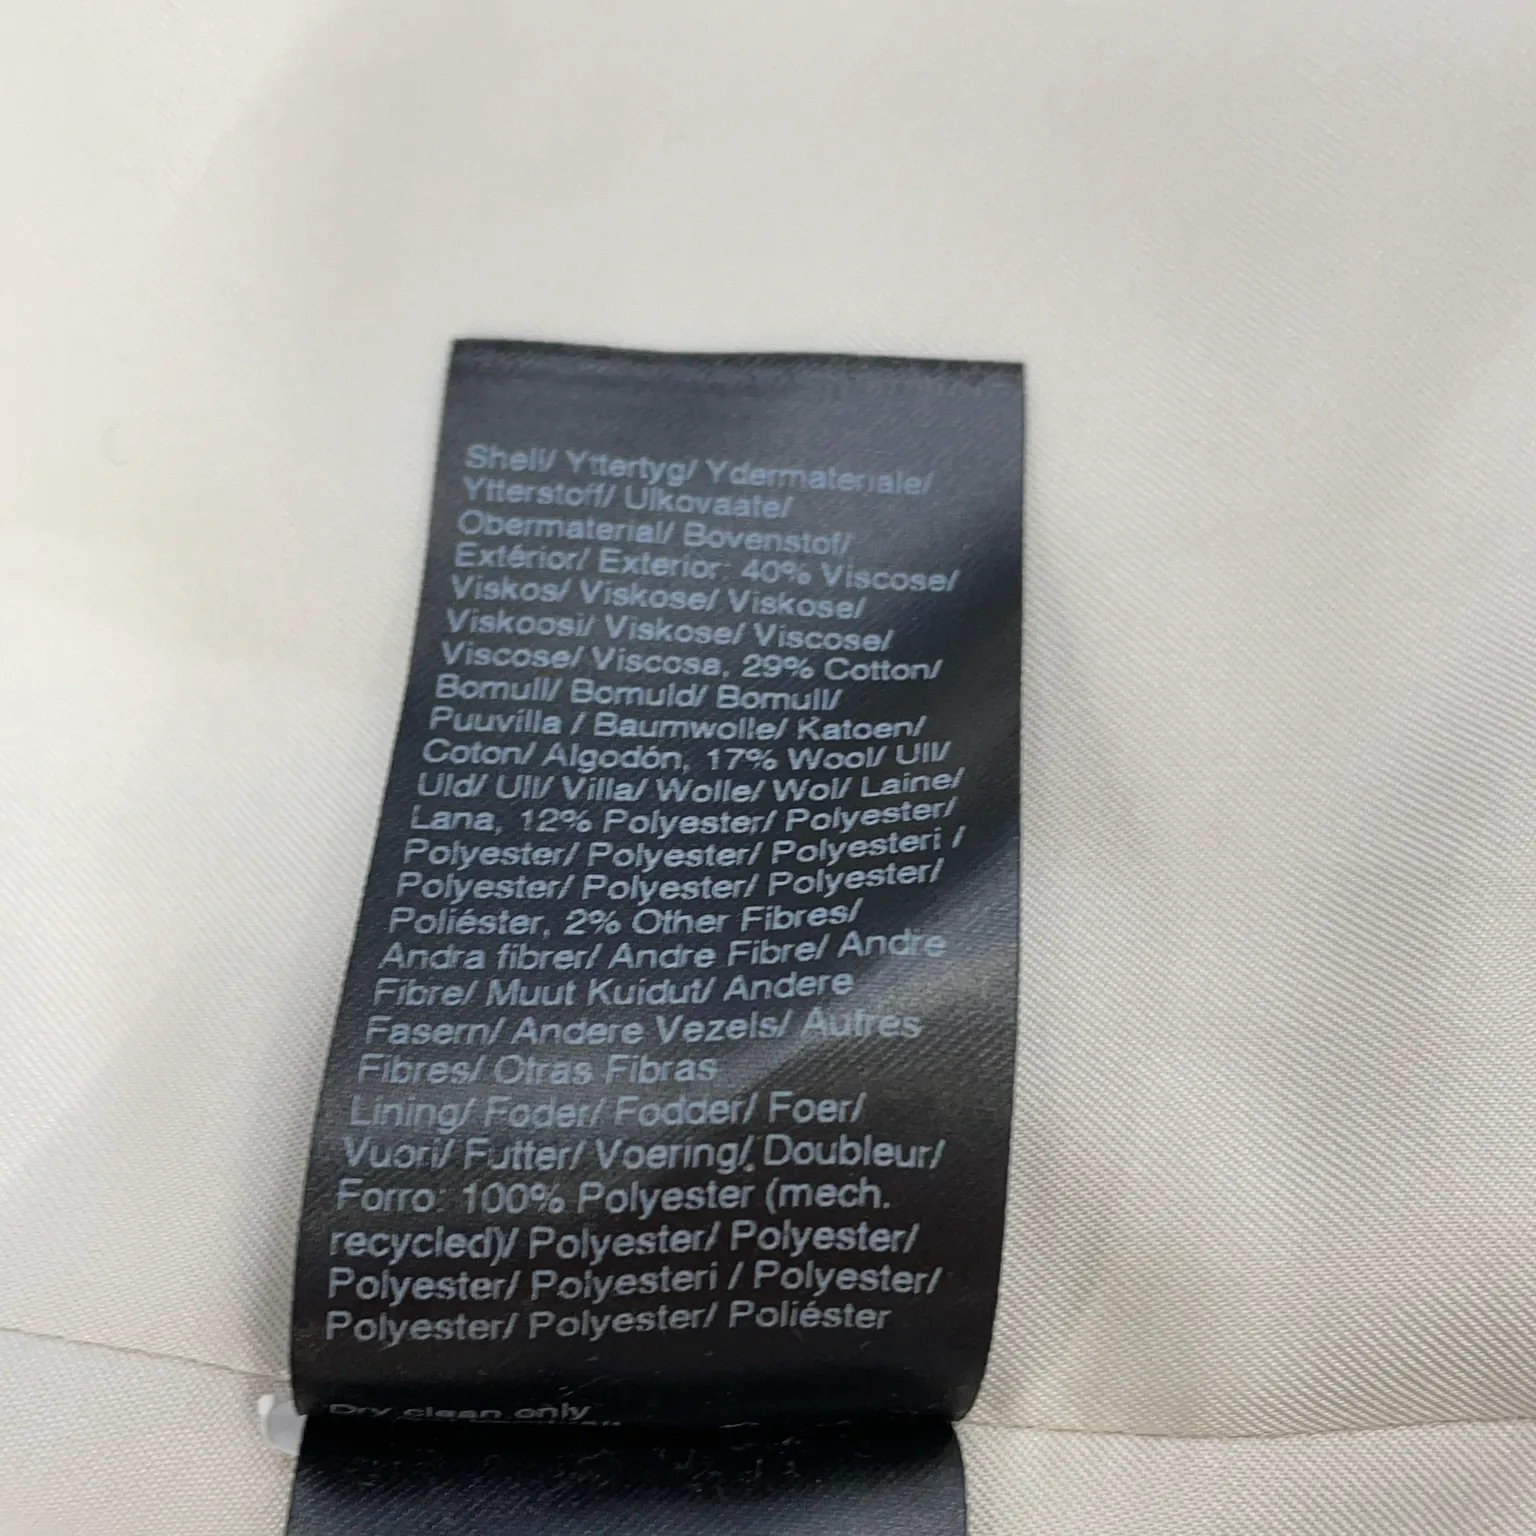 Shell/ Yttertyg/ Ydermateriale/
Ytterstoff/ Ulkovaate/
Obermaterial/ Bovenstof/
Extérior/ Exterior: 40% Viscose/
Viskos/ Viskose/ Viskose/
Viskoosi/ Viskose/ Viscose/
Viscose/ Viscosa, 29% Cotton/
Bomull/ Bomuld/ Bomull/
Puuvilla / Baumwolle/ Katoen/
Coton/ Algodón, 17% Wool/ Ull/
Uld/ Ull/ Villa/ Wolle/ Wol/ Laine/
Lana, 12% Polyester/ Polyester/
Polyester/ Polyester/ Polyesteri /
Polyester/ Polyester/ Polyester/
Poliéster, 2% Other Fibres/
Andra fibrer/ Andre Fibre/ Andre
Fibre/ Muut Kuidut/ Andere
Fasern/ Andere Vezels/ Autres
Fibres/ Otras Fibras
Lining/ Foder/ Fodder/ Foer/
Vuori/ Futter/ Voering/ Doubleur/
Forro: 100% Polyester (mech.
recycled)/ Polyester/ Polyester/
Polyester/ Polyesteri / Polyester/
Polyester/ Polyester/ Poliéster
Dry clean only